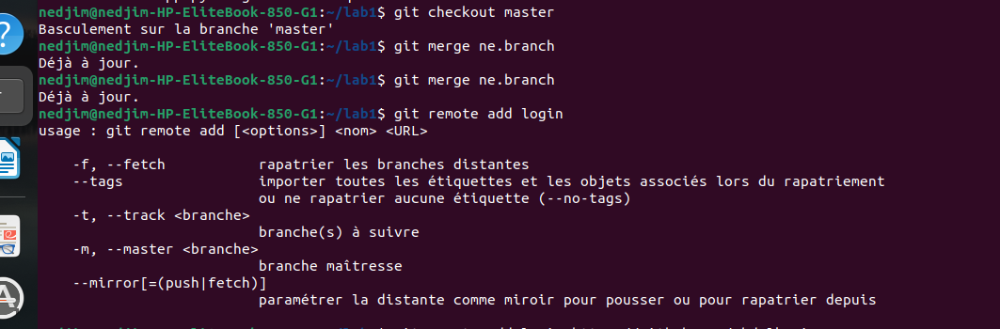 nedjim@nedjim-HP-EliteBook-850-G1:~/lab1$ git checkout master
Basculement sur la branche 'master'
nedjim@nedjim-HP-EliteBook-850-G1:~/lab1$ git merge ne.branch
Déjà à jour.
nedjim@nedjim-HP-EliteBook-850-G1:~/lab1$ git merge ne.branch
Déjà à jour.
nedjim@nedjim-HP-EliteBook-850-G1:~/lab1$ git remote add login
usage : git remote add [<options>] <nom> <URL>
-f, --fetch rapatrier les branches distantes
--tags importer toutes les étiquettes et les objets associés lors du rapatriement
ou ne rapatrier aucune étiquette (--no-tags)
-t, --track <branche>
branche(s) à suivre
-m, --master <branche>
branche maîtresse
--mirror[=(push|fetch)]
paramétrer la distante comme miroir pour pousser ou pour rapatrier depuis